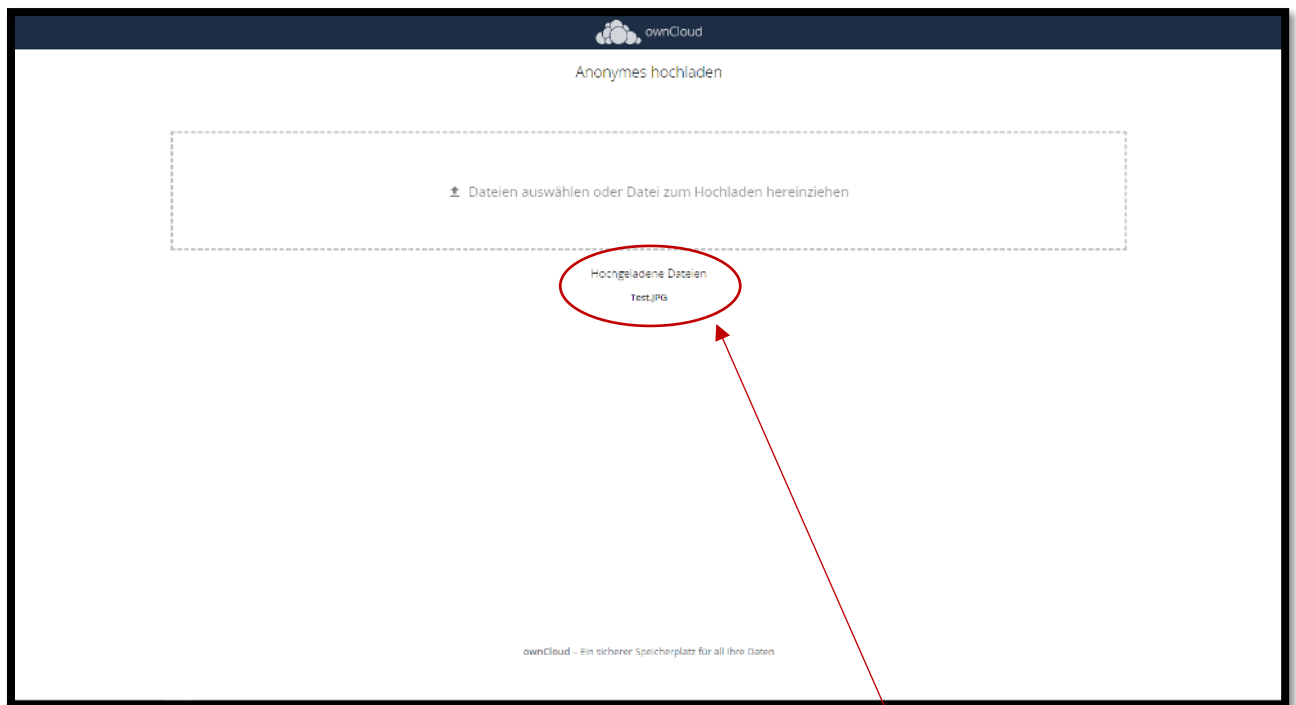 ownCloud
Anonymes hochladen
Dateien auswählen oder Datei zum Hochladen hereinziehen
Hochgeladene Dateien
Test.JPG
ownCloud – Ein sicherer Speicherplatz für all Ihre Daten